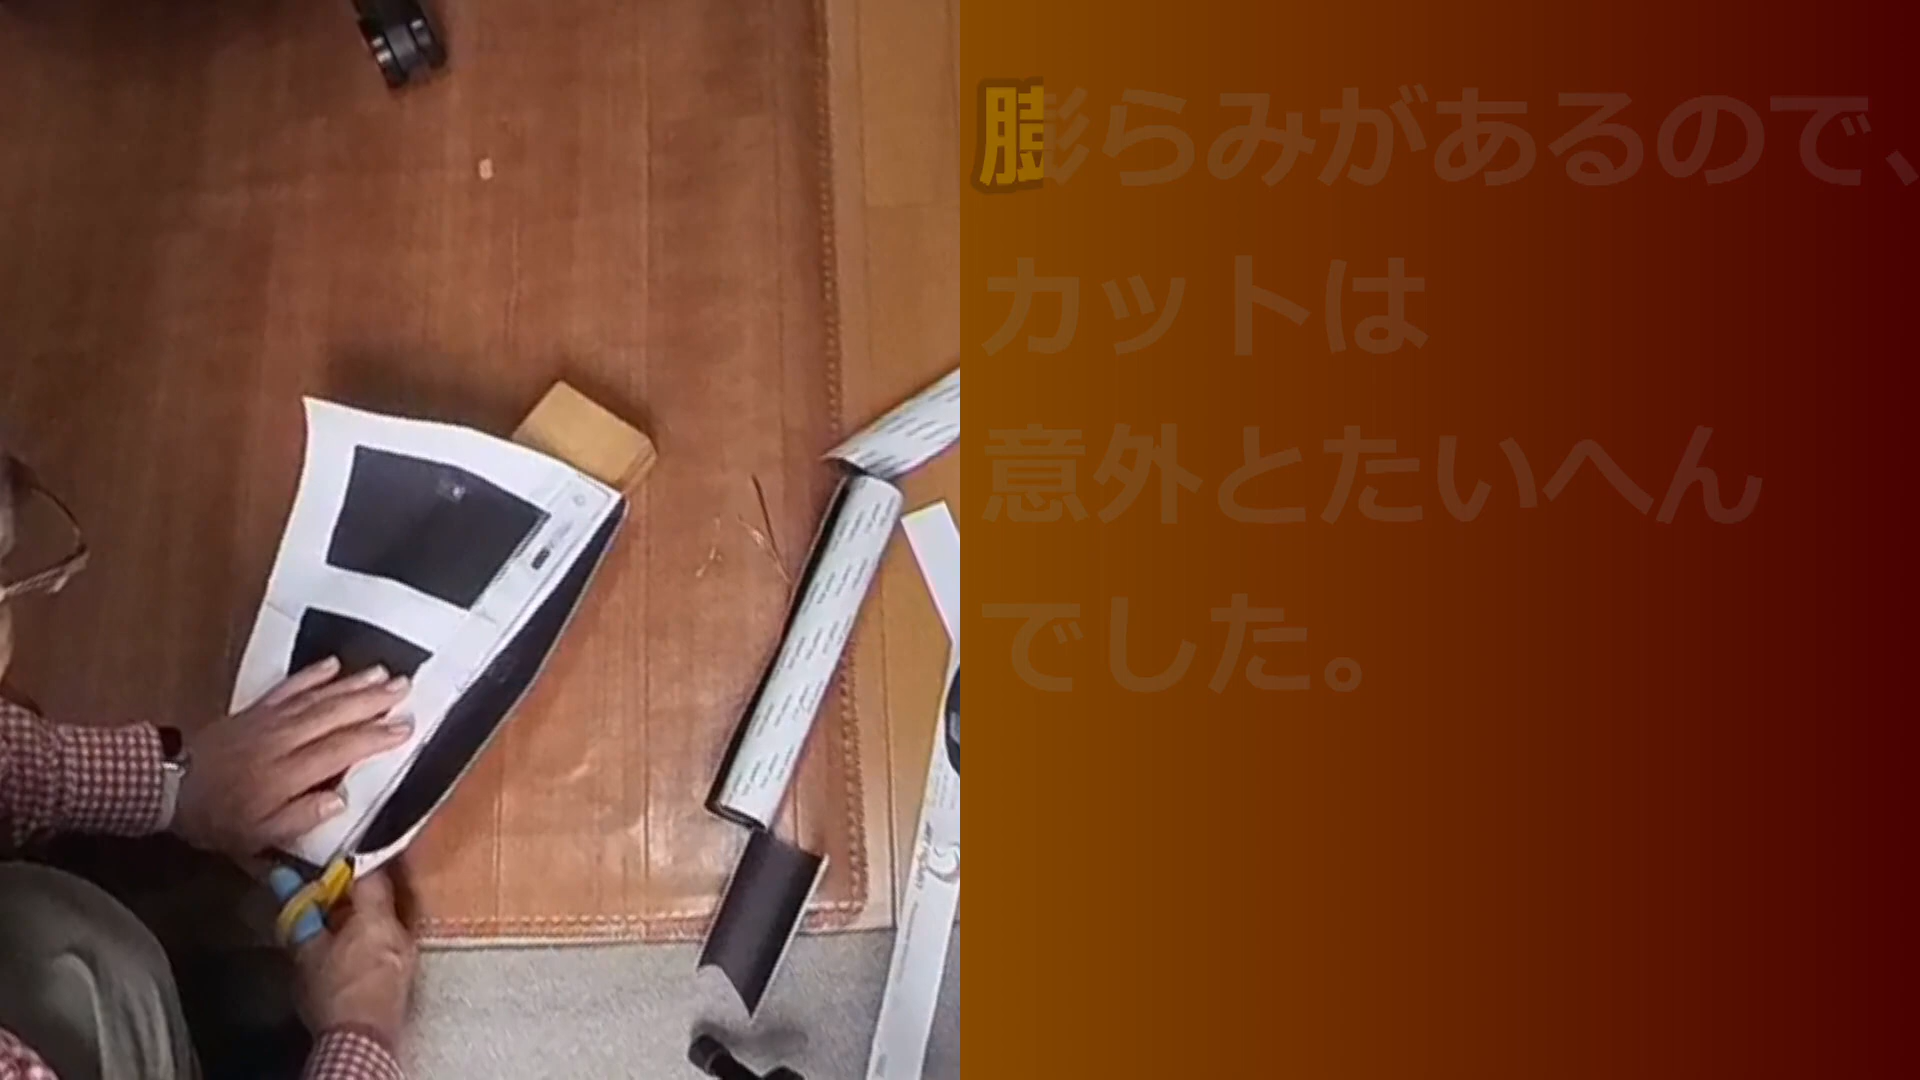 膨らみがあるので、
カットは
意外とたいへん
でした。